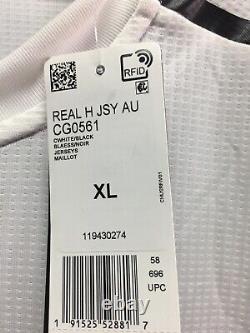 RFID
REAL H JSY AU
CG0561
CWHITE/BLACK
BLAESS/NOIR
JERSEYS
MAILLOT
XL
119430274
58
696
UPC
1 91525 52881 7